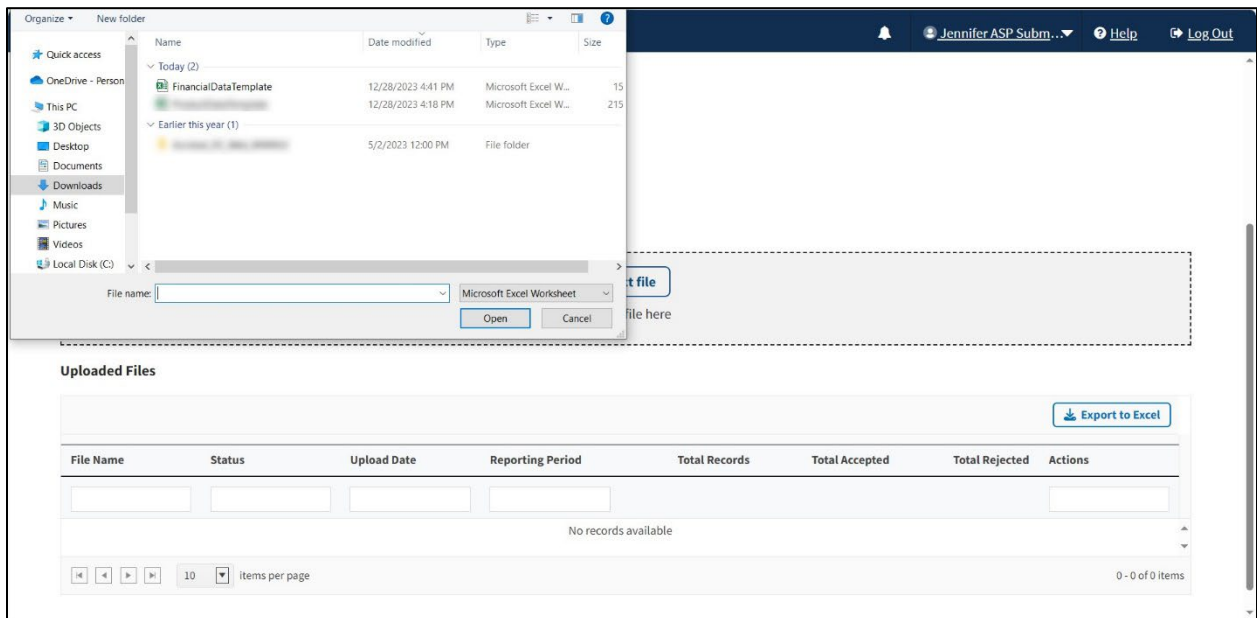 Organize New folder
Jennifer ASP Subm... Help Log Out
Name Date modified Type Size
Quick access
Today (2)
OneDrive - Person
FinancialDataTemplate 12/28/2023 4:41 PM Microsoft Excel W... 15
This PC
12/28/2023 4:18 PM Microsoft Excel W... 215
3D Objects
Earlier this year (1)
Desktop
5/2/2023 12:00 PM File folder
Documents
Downloads
Music
Pictures
Videos
Local Disk (C:)
File name: Microsoft Excel Worksheet
Open Cancel
t file
file here
Uploaded Files
Export to Excel
File Name Status Upload Date Reporting Period Total Records Total Accepted Total Rejected Actions
No records available
10 items per page 0 - 0 of 0 items